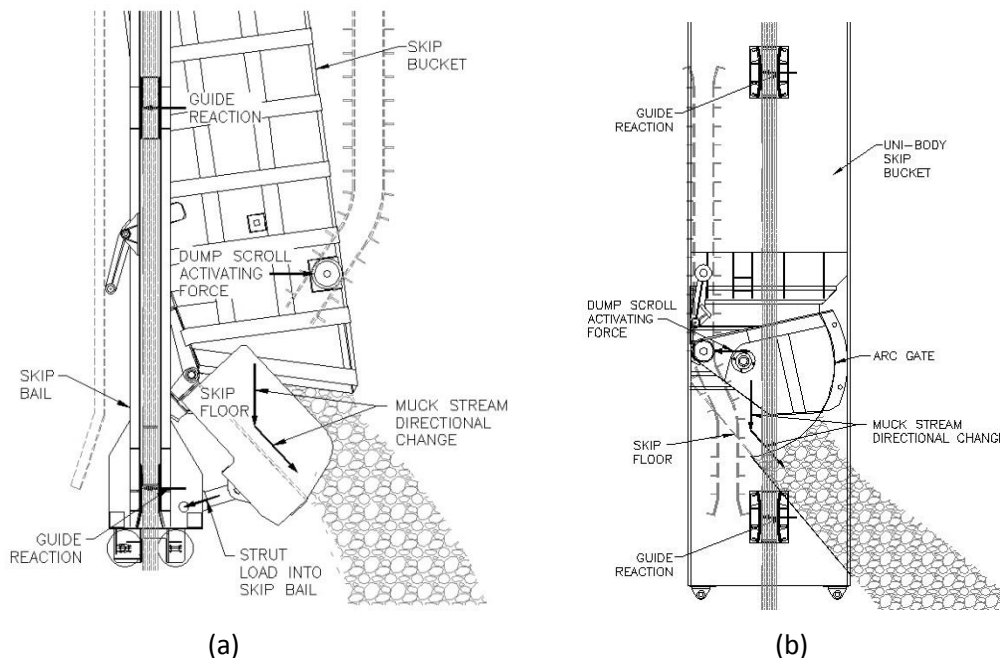 SKIP
BUCKET
GUIDE
REACTION
DUMP SCROLL
ACTIVATING
FORCE
SKIP
BAIL
SKIP
FLOOR
MUCK STREAM
DIRECTIONAL
CHANGE
GUIDE
REACTION
STRUT
LOAD INTO
SKIP BAIL
(a)
GUIDE
REACTION
UNI-BODY
SKIP
BUCKET
DUMP SCROLL
ACTIVATING
FORCE
ARC GATE
MUCK STREAM
DIRECTIONAL CHANGE
SKIP
FLOOR
GUIDE
REACTION
(b)